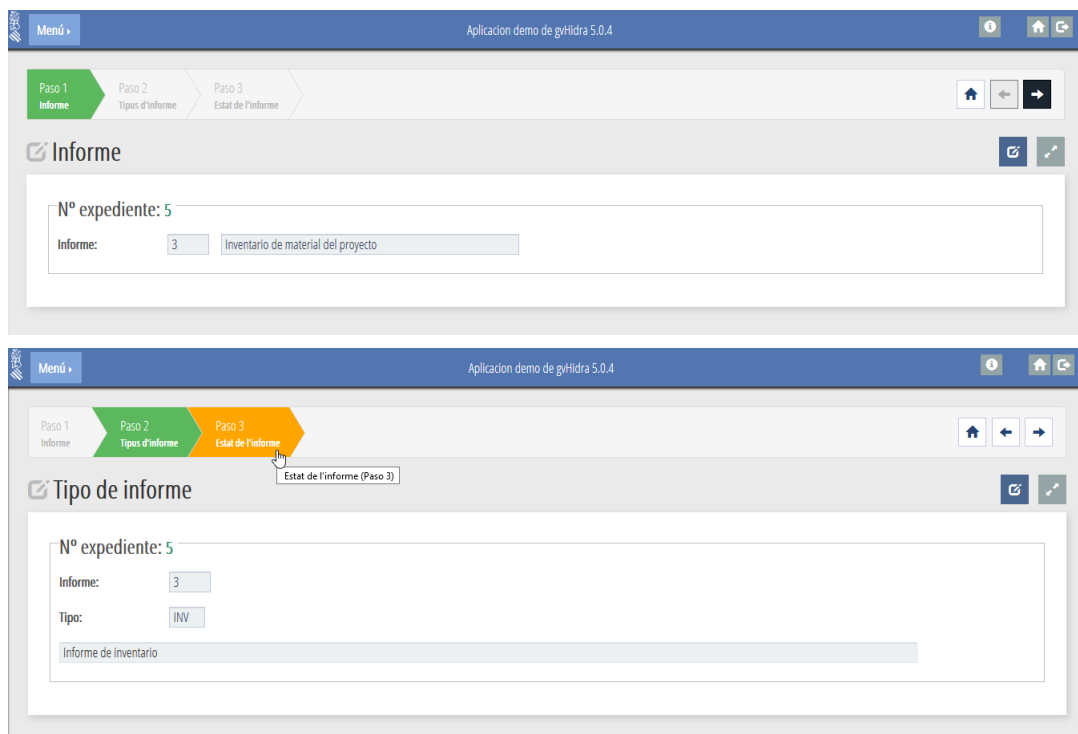 Menú ▸ Aplicacion demo de gvHidra 5.0.4
Paso 1 Paso 2 Paso 3
Informe Tipus d'informe Estat de l'informe
Informe
Nº expediente: 5
Informe: 3 Inventario de material del proyecto
Menú ▸ Aplicacion demo de gvHidra 5.0.4
Paso 1 Paso 2 Paso 3
Informe Tipus d'informe Estat de l'informe
Estat de l'informe (Paso 3)
Tipo de informe
Nº expediente: 5
Informe: 3
Tipo: INV
Informe de inventario